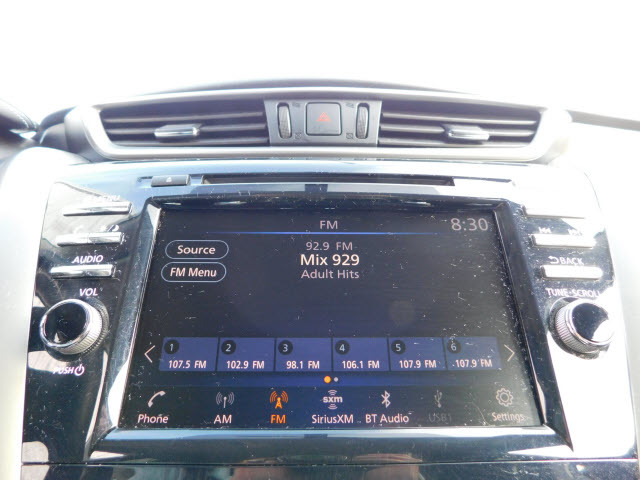 FM
8:30
Source
92.9 FM
Mix 929
Adult Hits
FM Menu
AUDIO
BACK
VOL
TUNE·SCROLL
PUSH
1 2 3 4 5 6
107.5 FM 102.9 FM 98.1 FM 106.1 FM 107.9 FM 107.9 FM
sxm
Phone AM FM SiriusXM BT Audio USB1 Settings